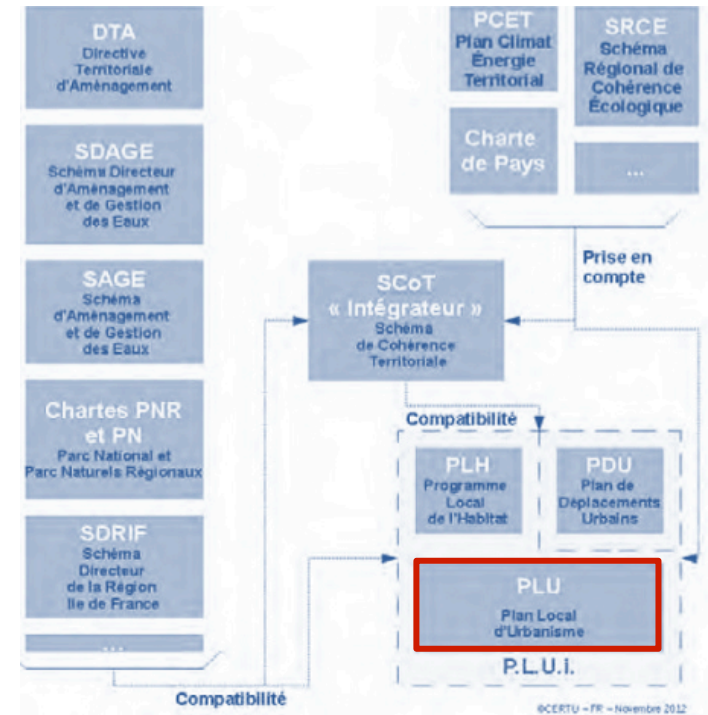 DTA
Directive
Territoriale
d'Aménagement
SDAGE
Schéma Directeur
d'Aménagement
et de Gestion
des Eaux
SAGE
Schéma
d'Aménagement
et de Gestion
des Eaux
Chartes PNR
et PN
Parc National et
Parc Naturels Régionaux
SDRIF
Schéma
Directeur
de la Région
Ile de France
...
Compatibilité
PCET
Plan Climat
Énergie
Territorial
SRCE
Schéma
Régional de
Cohérence
Écologique
Charte
de Pays
...
Prise en
compte
SCoT
« Intégrateur »
Schéma
de Cohérence
Territoriale
Compatibilité
PLH
Programme
Local
de l'Habitat
PDU
Plan de
Déplacements
Urbains
PLU
Plan Local
d'Urbanisme
P.L.U.i.
©CERTU – FR – Novembre 2012